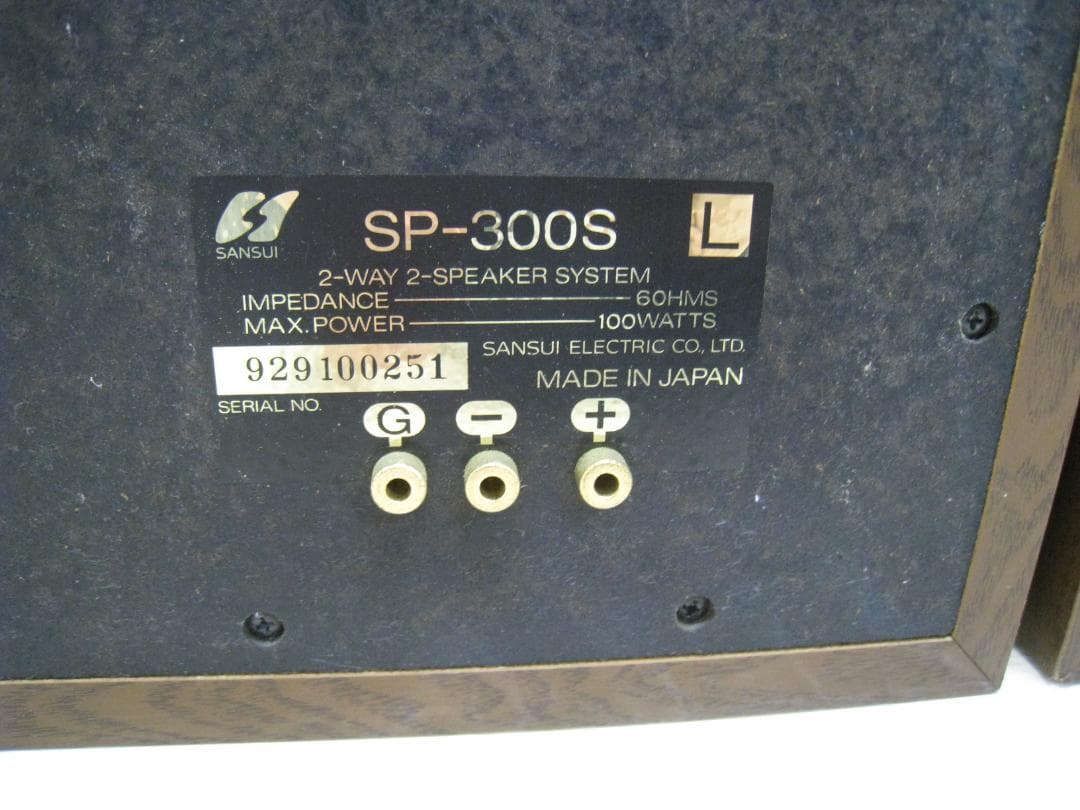 SANSUI
SP-300S
L
2-WAY 2-SPEAKER SYSTEM
IMPEDANCE 6OHMS
MAX. POWER 100WATTS
SANSUI ELECTRIC CO., LTD.
929100251
MADE IN JAPAN
SERIAL NO.
G - +